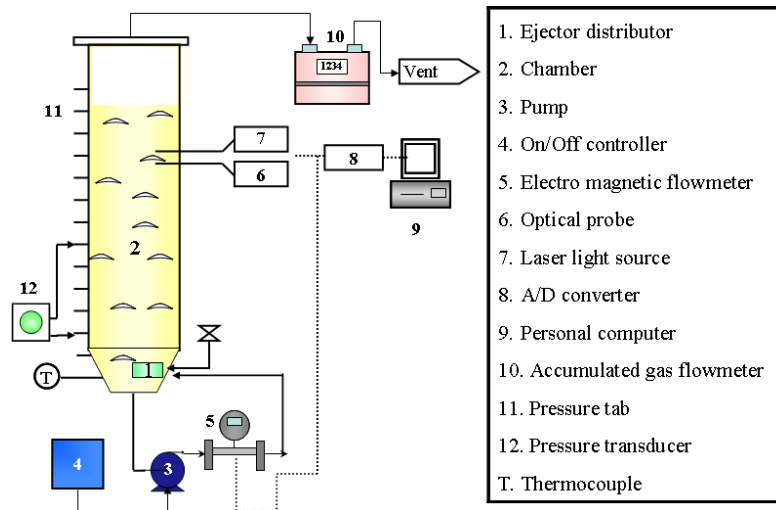 10
1234
Vent
11
7
6
8
9
2
12
1
T
5
3
4
1. Ejector distributor
2. Chamber
3. Pump
4. On/Off controller
5. Electro magnetic flowmeter
6. Optical probe
7. Laser light source
8. A/D converter
9. Personal computer
10. Accumulated gas flowmeter
11. Pressure tab
12. Pressure transducer
T. Thermocouple